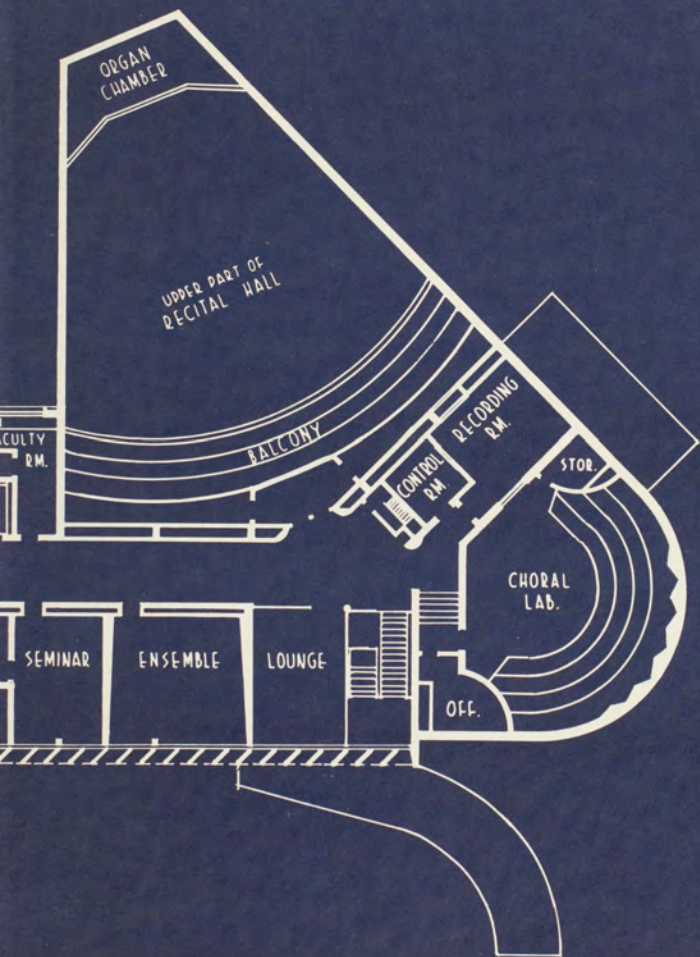 ORGAN
CHAMBER
UPPER PART OF
RECITAL HALL
BALCONY
RECORDING
RM.
CONTROL
RM.
STOR.
CHORAL
LAB.
RM.
SEMINAR
ENSEMBLE
LOUNGE
OFF.